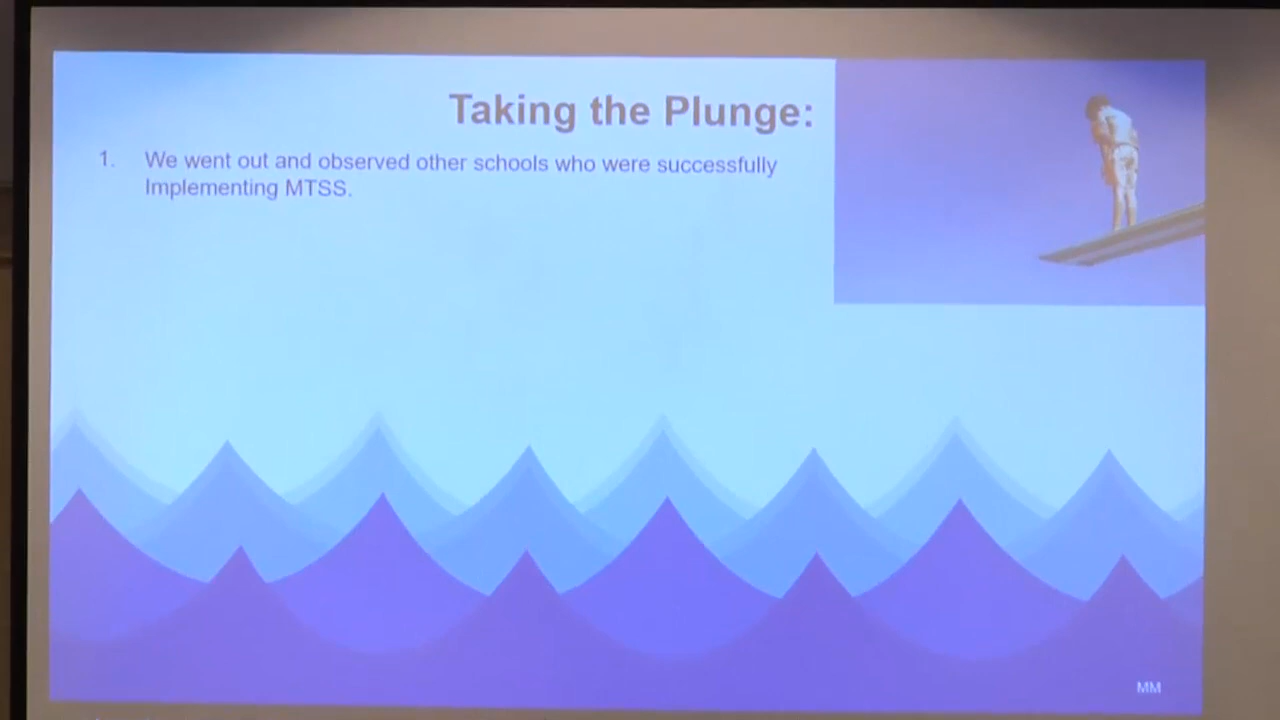 Taking the Plunge:
1. We went out and observed other schools who were successfully
Implementing MTSS.
MM